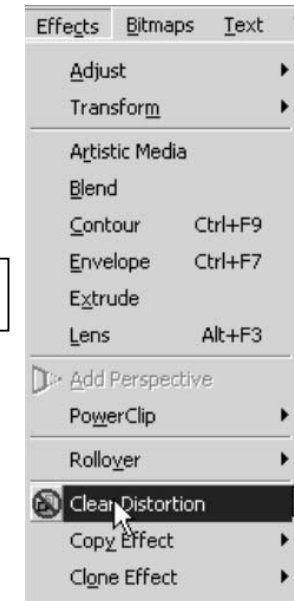 Effects Bitmaps Text
Adjust
Transform
Artistic Media
Blend
Contour Ctrl+F9
Envelope Ctrl+F7
Extrude
Lens Alt+F3
Add Perspective
PowerClip
Rollover
Clear Distortion
Copy Effect
Clone Effect